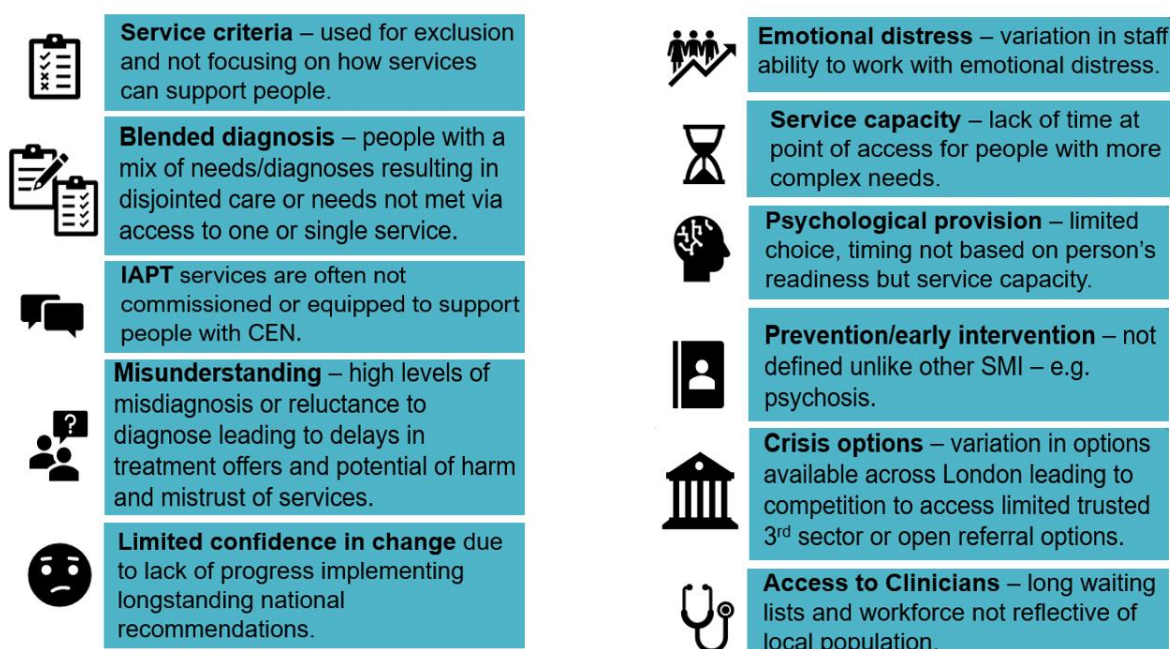 Service criteria – used for exclusion
and not focusing on how services
can support people.
Blended diagnosis – people with a
mix of needs/diagnoses resulting in
disjointed care or needs not met via
access to one or single service.
IAPT services are often not
commissioned or equipped to support
people with CEN.
Misunderstanding – high levels of
misdiagnosis or reluctance to
diagnose leading to delays in
treatment offers and potential of harm
and mistrust of services.
Limited confidence in change due
to lack of progress implementing
longstanding national
recommendations.
Emotional distress – variation in staff
ability to work with emotional distress.
Service capacity – lack of time at
point of access for people with more
complex needs.
Psychological provision – limited
choice, timing not based on person's
readiness but service capacity.
Prevention/early intervention – not
defined unlike other SMI – e.g.
psychosis.
Crisis options – variation in options
available across London leading to
competition to access limited trusted
3rd sector or open referral options.
Access to Clinicians – long waiting
lists and workforce not reflective of
local population.